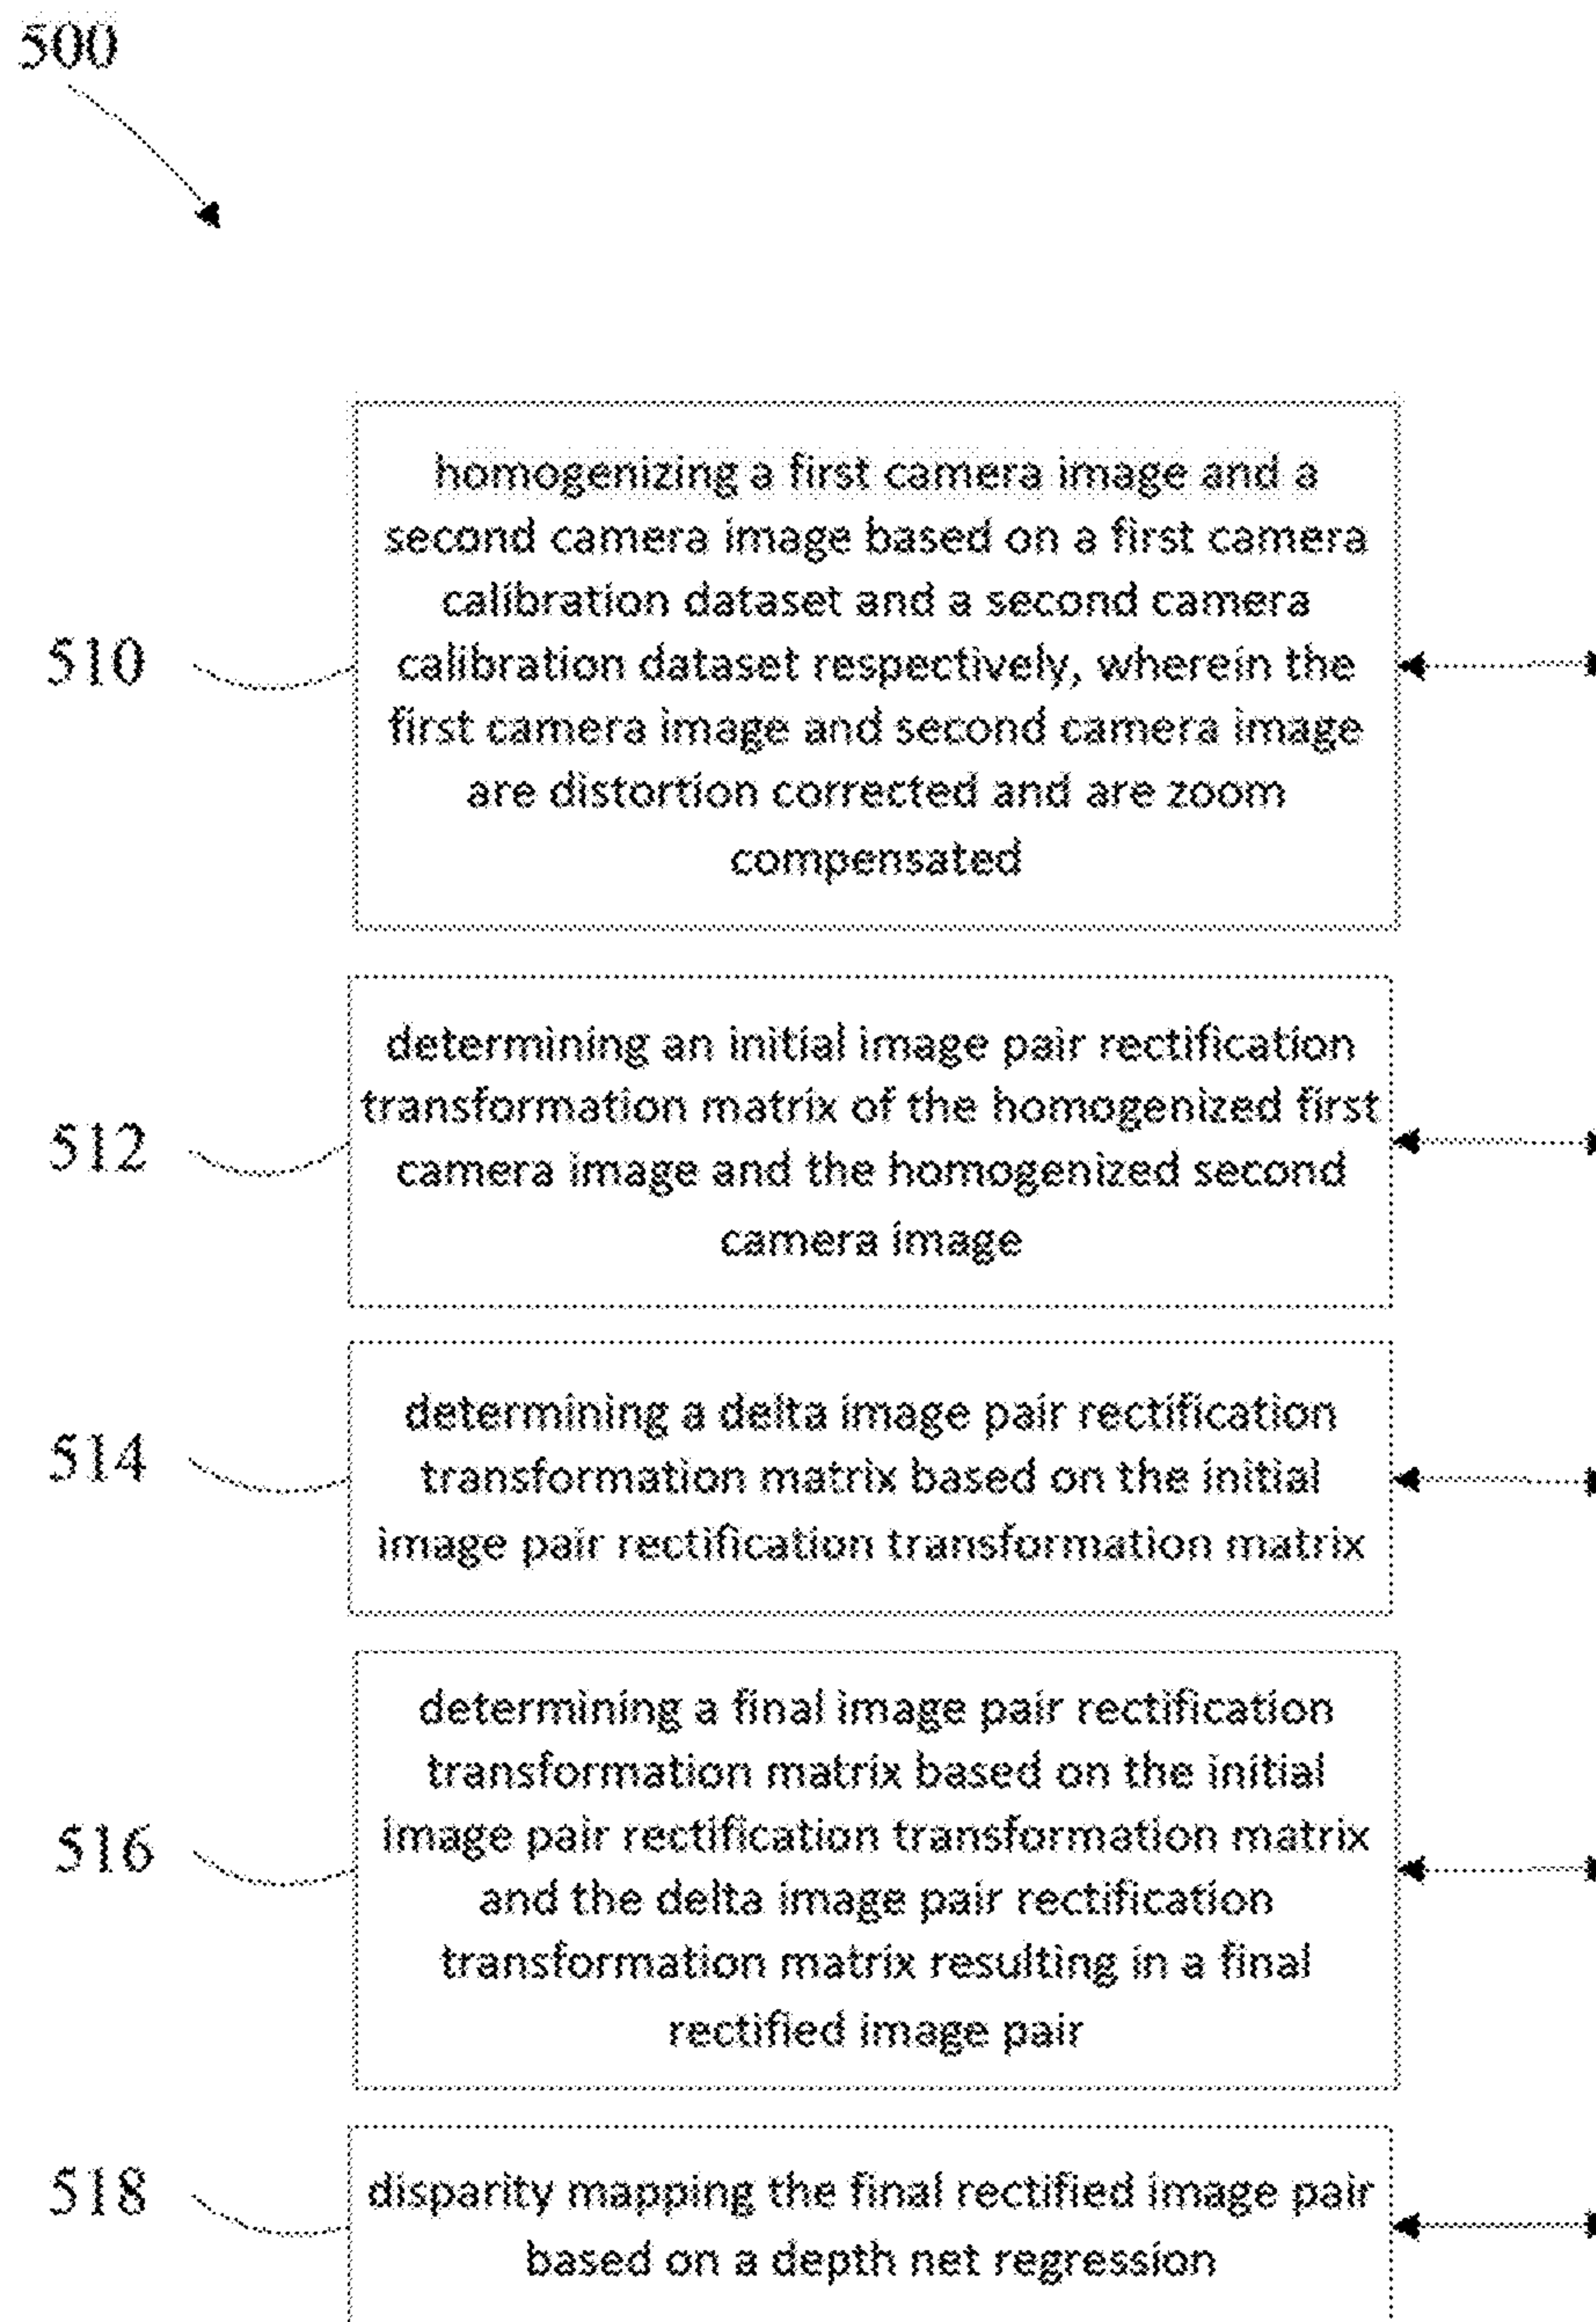 500
homogenizing a first camera image and a
second camera image based on a first camera
calibration dataset and a second camera
calibration dataset respectively, wherein the
510
first camera image and second camera image
are distortion corrected and are zoom
compensated
determining an initial image pair rectification
transformation matrix of the homogenized first
512
camera image and the homogenized second
camera image
determining a delta image pair rectification
514
transformation matrix based on the initial
image pair rectification transformation matrix
determining a final image pair rectification
transformation matrix based on the initial
image pair rectification transformation matrix
516
and the delta image pair rectification
transformation matrix resulting in a final
rectified image pair
518
disparity mapping the final rectified image pair
based on a depth net regression